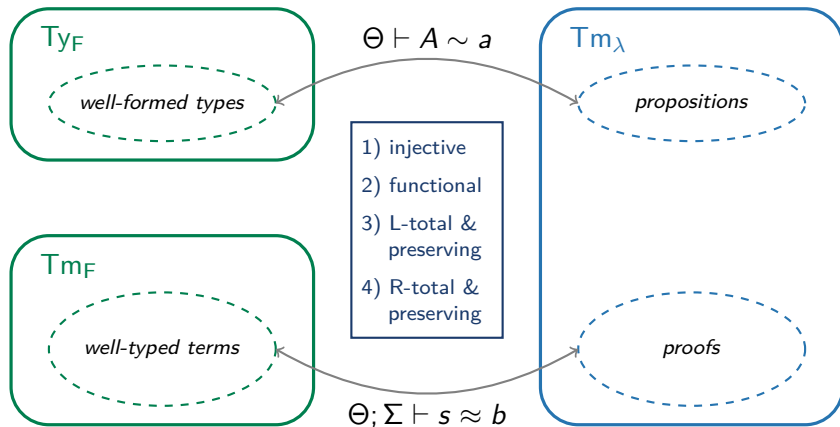 Ty_F
Θ ⊢ A ∼ a
Tm_λ
well-formed types
propositions
1) injective
2) functional
3) L-total &
preserving
4) R-total &
preserving
Tm_F
well-typed terms
proofs
Θ; Σ ⊢ s ≈ b